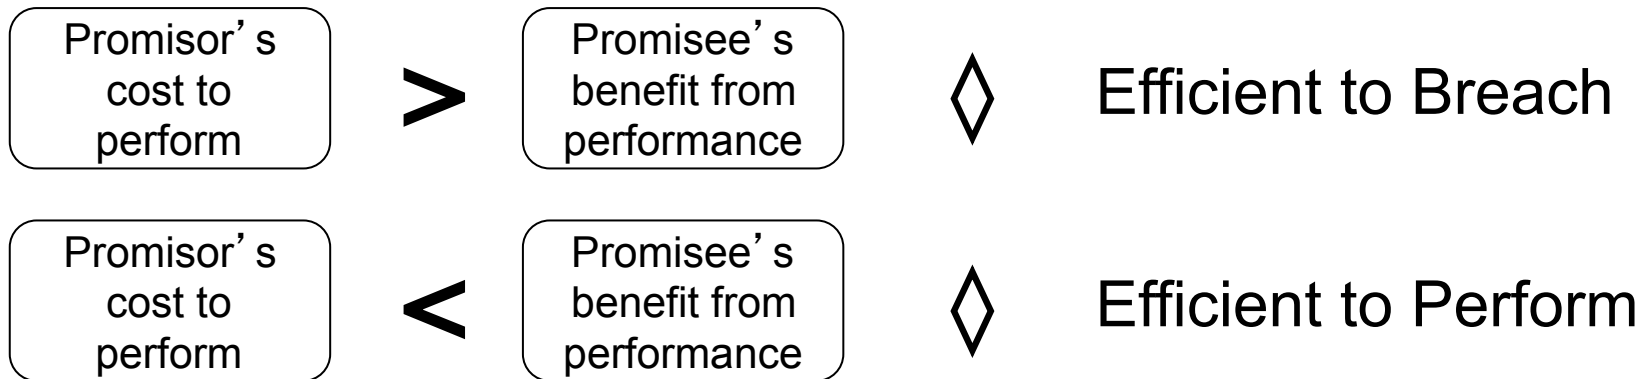 Promisor’s
cost to
perform
>
Promisee’s
benefit from
performance
◊
Efficient to Breach
Promisor’s
cost to
perform
<
Promisee’s
benefit from
performance
◊
Efficient to Perform